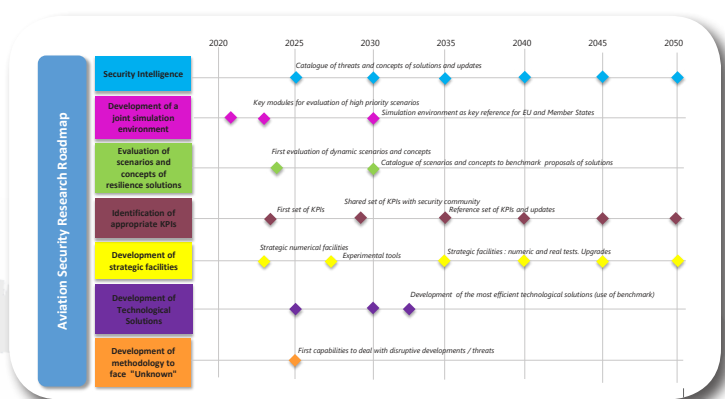 2020 2025 2030 2035 2040 2045 2050
Aviation Security Research Roadmap
Security Intelligence
Catalogue of threats and concepts of solutions and updates
Development of a
joint simulation
environment
Key modules for evaluation of high priority scenarios
Simulation environment as key reference for EU and Member States
Evaluation of
scenarios and
concepts of
resilience solutions
First evaluation of dynamic scenarios and concepts
Catalogue of scenarios and concepts to benchmark proposals of solutions
Identification of
appropriate KPIs
First set of KPIs
Shared set of KPIs with security community
Reference set of KPIs and updates
Development of
strategic facilities
Strategic numerical facilities
Experimental tools
Strategic facilities : numeric and real tests. Upgrades
Development of
Technological
Solutions
Development of the most efficient technological solutions (use of benchmark)
Development of
methodology to
face "Unknown"
First capabilities to deal with disruptive developments / threats